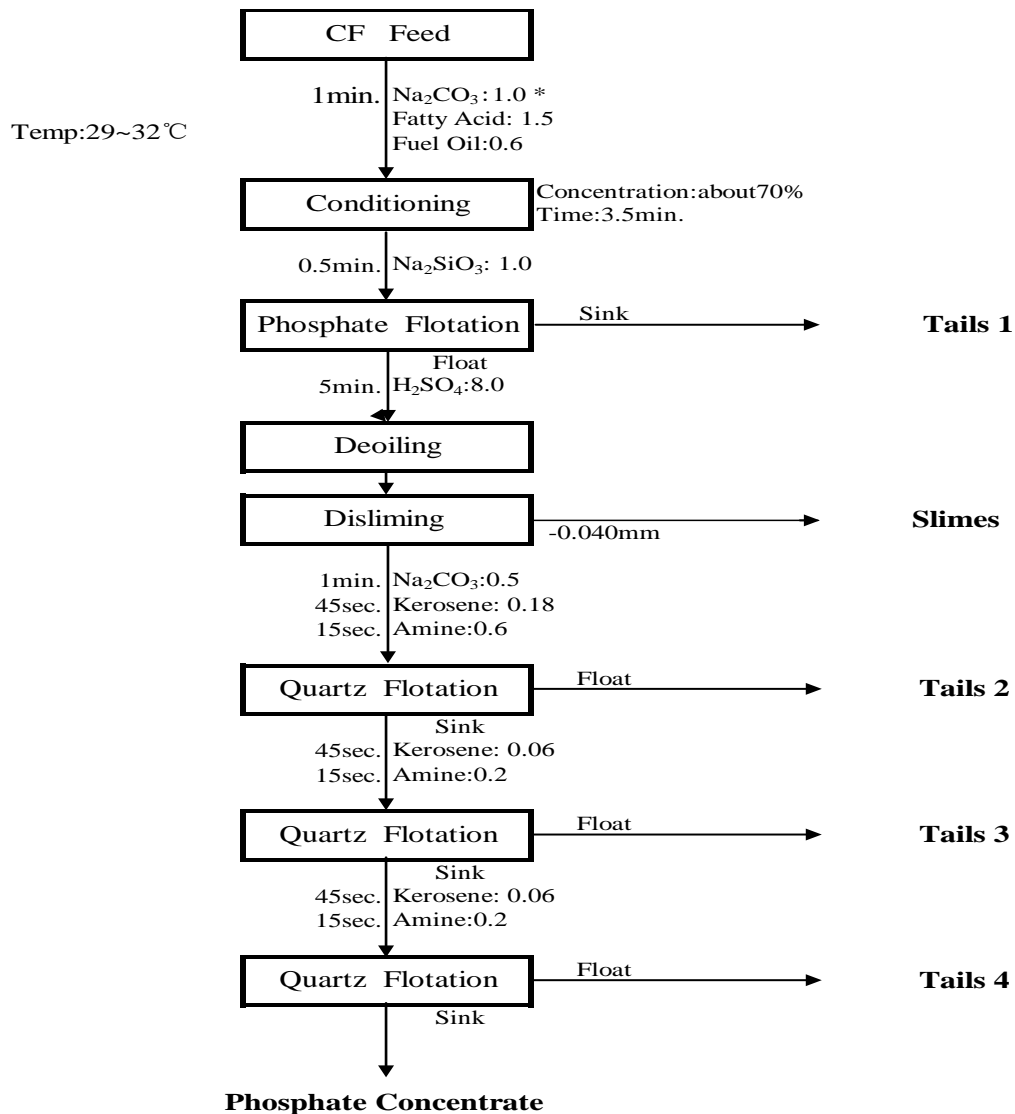 CF Feed
1min. Na₂CO₃:1.0 *
Fatty Acid: 1.5
Temp:29~32℃
Fuel Oil:0.6
Conditioning
Concentration:about70%
Time:3.5min.
0.5min. Na₂SiO₃: 1.0
Phosphate Flotation
Sink
Tails 1
Float
5min. H₂SO₄:8.0
Deoiling
Disliming
-0.040mm
Slimes
1min. Na₂CO₃:0.5
45sec. Kerosene: 0.18
15sec. Amine:0.6
Quartz Flotation
Float
Tails 2
Sink
45sec. Kerosene: 0.06
15sec. Amine:0.2
Quartz Flotation
Float
Tails 3
Sink
45sec. Kerosene: 0.06
15sec. Amine:0.2
Quartz Flotation
Float
Tails 4
Sink
Phosphate Concentrate